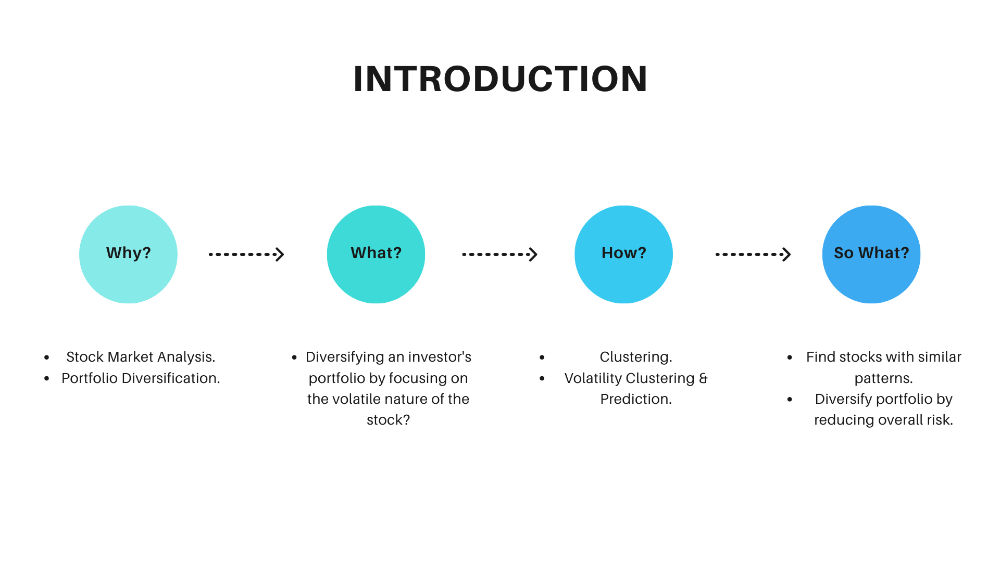 INTRODUCTION
Why?
What?
How?
So What?
• Stock Market Analysis.
• Portfolio Diversification.
• Diversifying an investor's
portfolio by focusing on
the volatile nature of the
stock?
• Clustering.
• Volatility Clustering &
Prediction.
• Find stocks with similar
patterns.
• Diversify portfolio by
reducing overall risk.